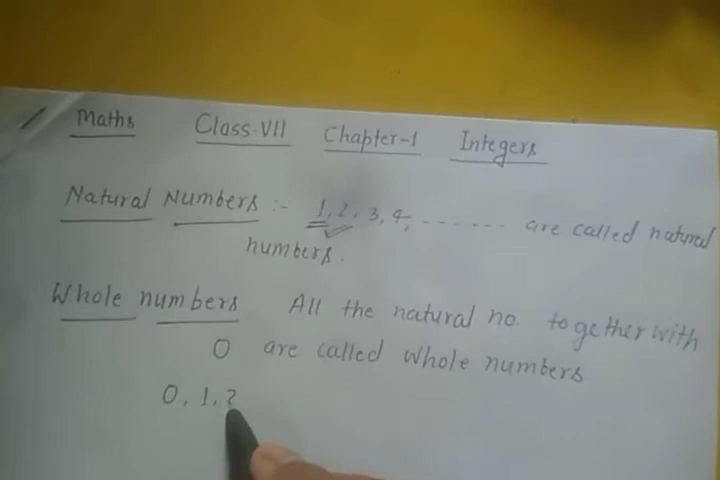 Maths Class-VII Chapter-1 Integers
Natural Numbers :- 1, 2, 3, 4, ....... are called natural
numbers.
Whole numbers All the natural no. together with
0 are called whole numbers
0, 1, 2